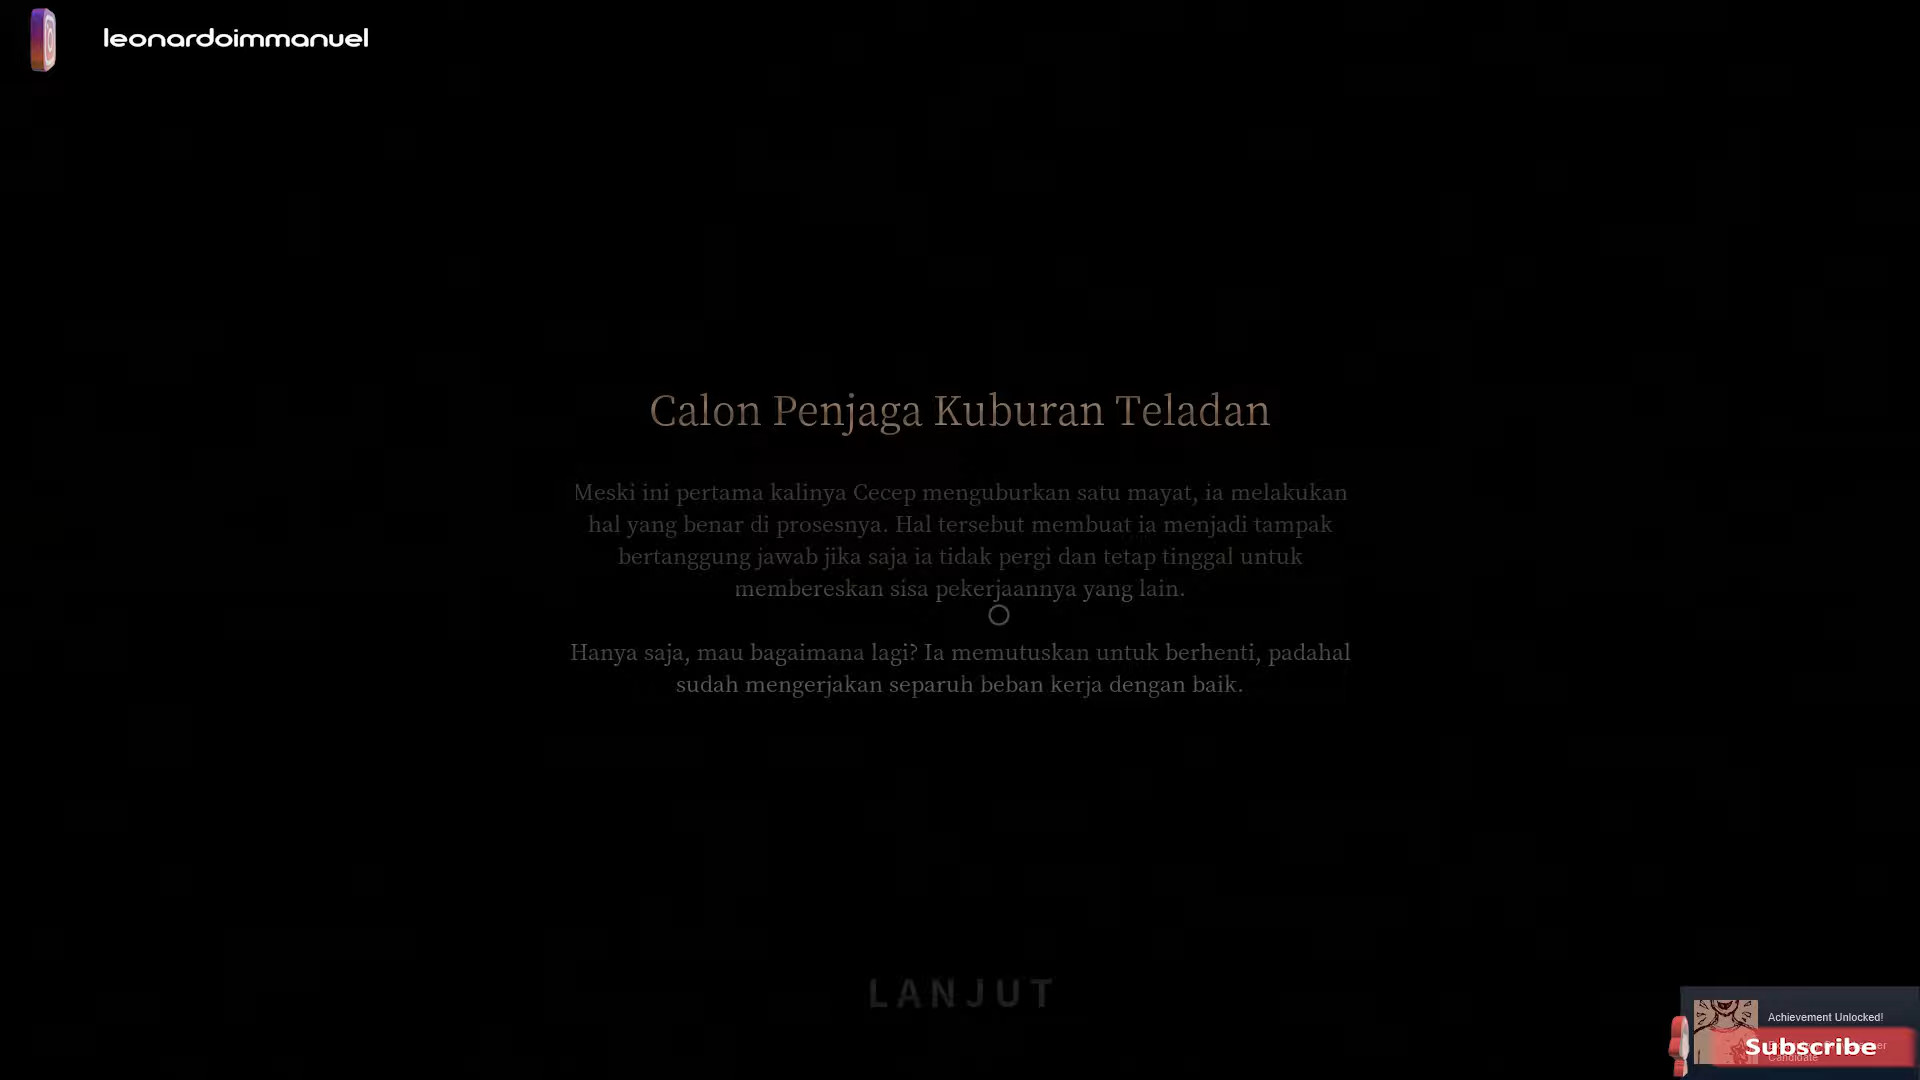 leonardoimmanuel
Calon Penjaga Kuburan Teladan
Meski ini pertama kalinya Cecep menguburkan satu mayat, ia melakukan
hal yang benar di prosesnya. Hal tersebut membuat ia menjadi tampak
bertanggung jawab jika saja ia tidak pergi dan tetap tinggal untuk
membereskan sisa pekerjaannya yang lain.
Hanya saja, mau bagaimana lagi? Ia memutuskan untuk berhenti, padahal
sudah mengerjakan separuh beban kerja dengan baik.
LANJUT
Achievement Unlocked!
Subscribe
Candidate